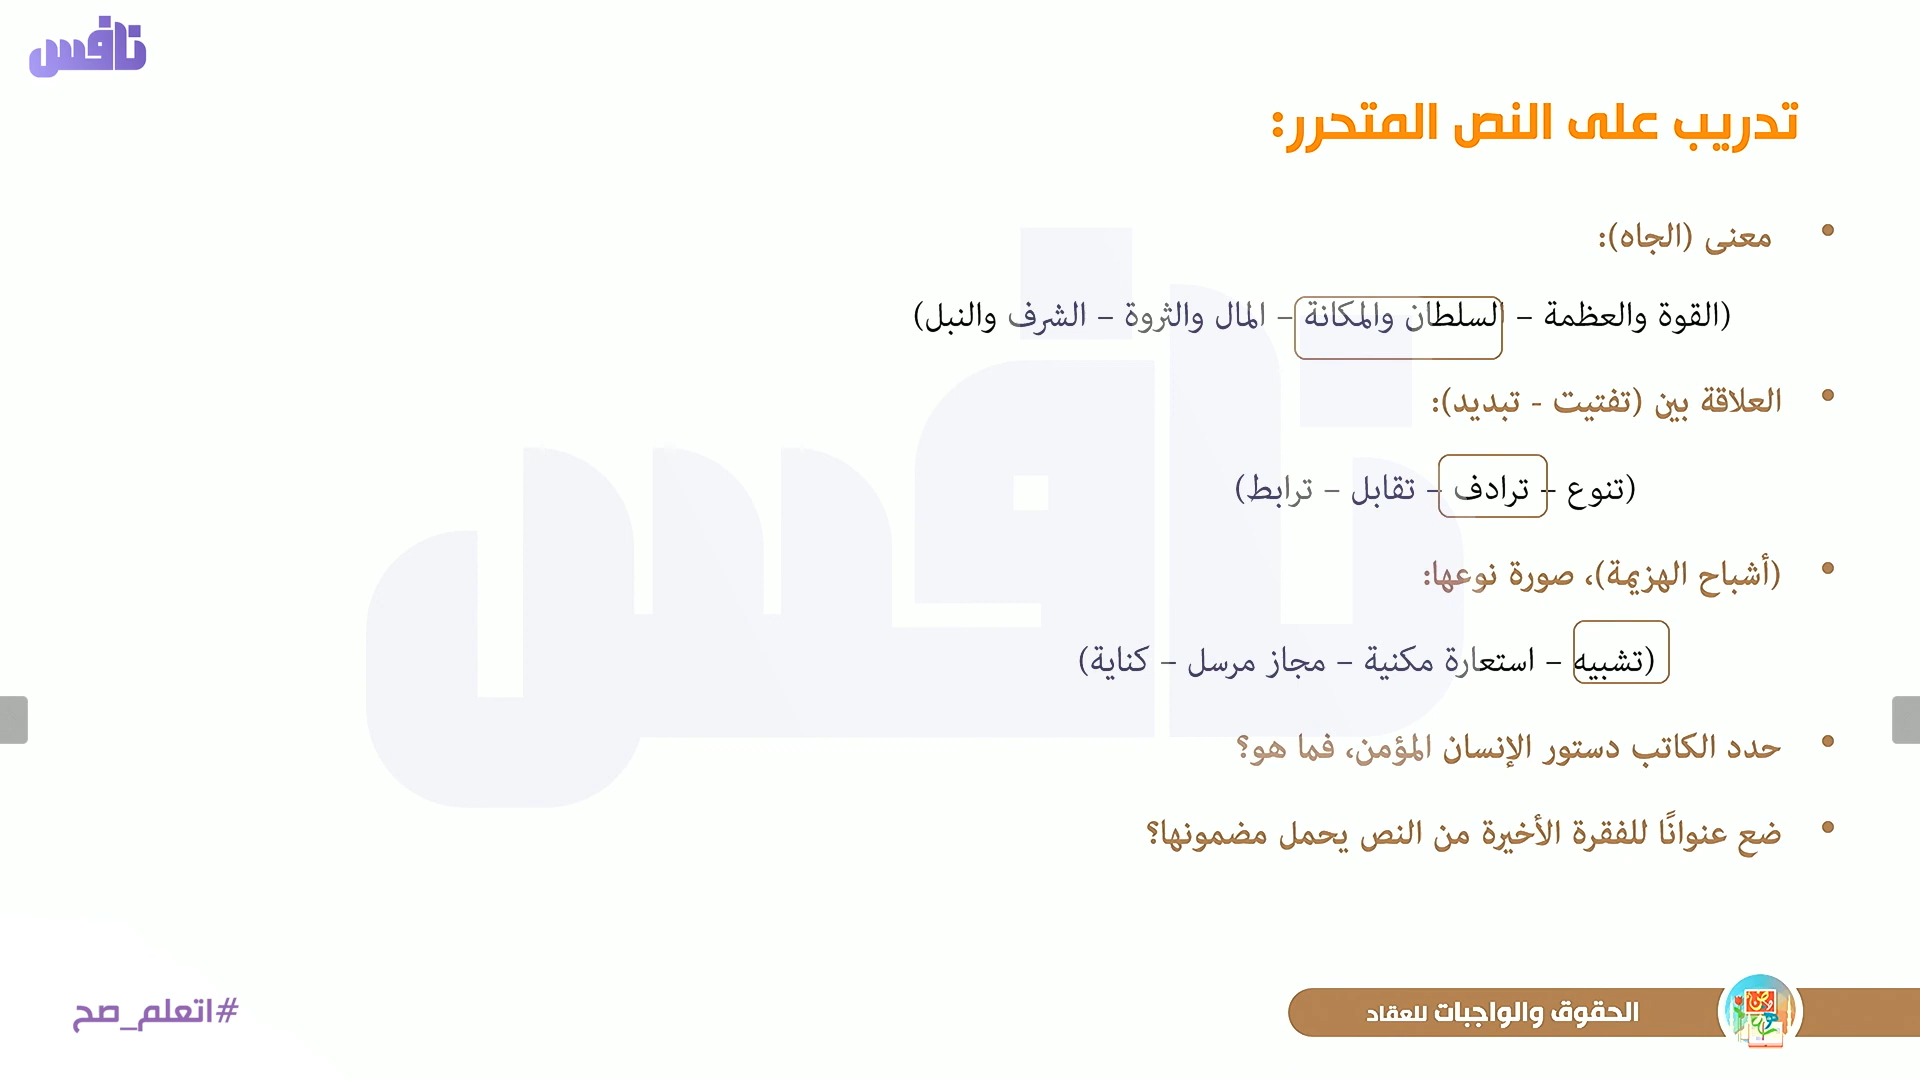 نافس
تدريب على النص المتحرر:
• معنى (الجاه):
(القوة والعظمة – السلطان والمكانة – المال والثروة – الشرف والنبل)
• العلاقة بين (تفتيت - تبديد):
(تنوع – ترادف – تقابل – ترابط)
• (أشباح الهزيمة)، صورة نوعها:
(تشبيه – استعارة مكنية – مجاز مرسل – كناية)
• حدد الكاتب دستور الإنسان المؤمن، فما هو؟
• ضع عنوانًا للفقرة الأخيرة من النص يحمل مضمونها؟
الحقوق والواجبات للعقاد
#اتعلم_صح